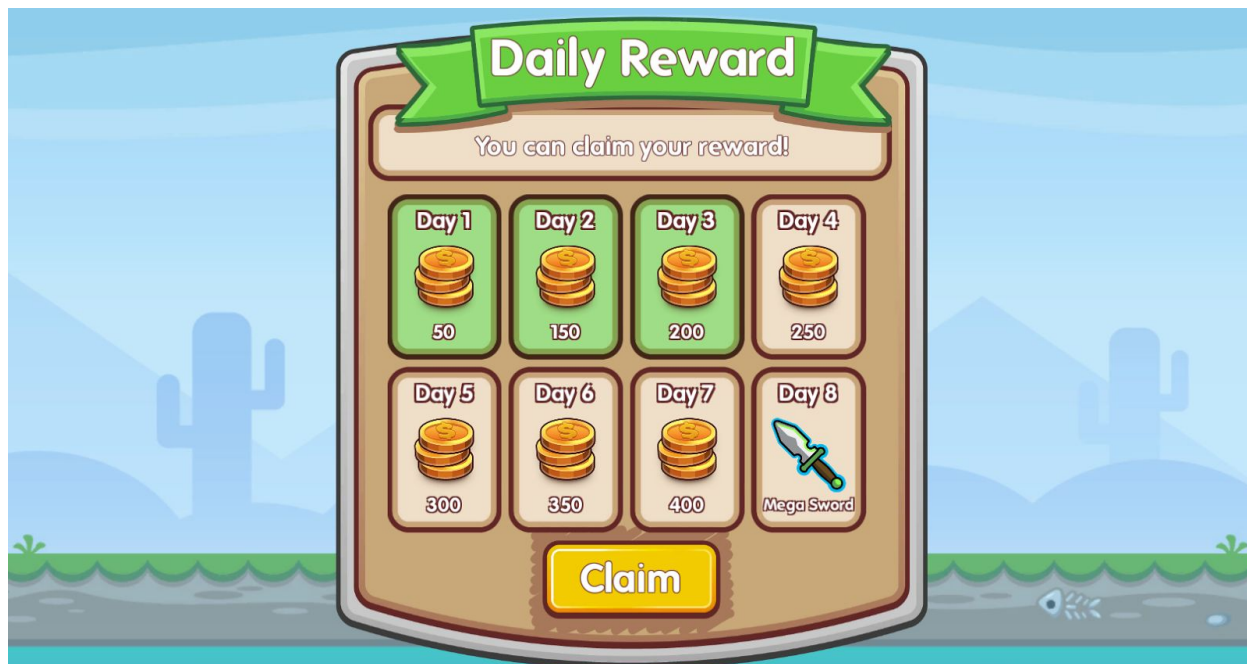 Daily Reward
You can claim your reward!
Day 1
Day 2
Day 3
Day 4
50
150
200
250
Day 5
Day 6
Day 7
Day 8
300
350
400
Mega Sword
Claim